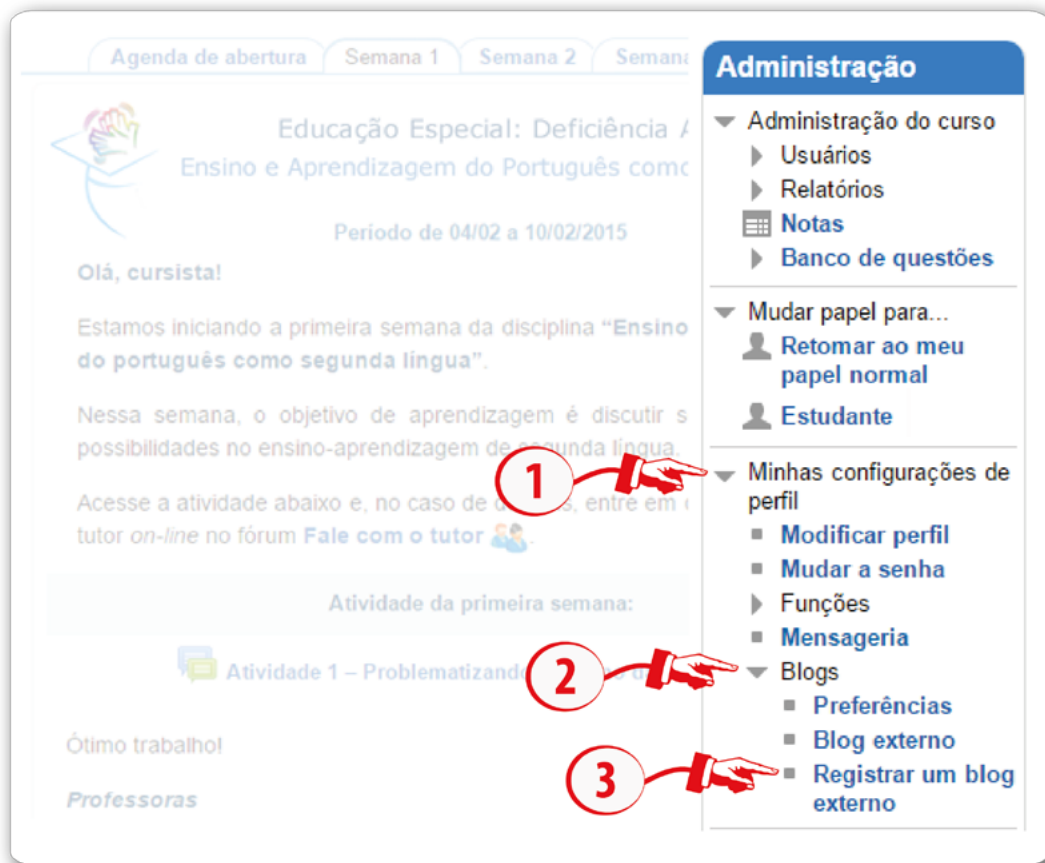 Agenda de abertura Semana 1 Semana 2 Semana
Educação Especial: Deficiência A
Ensino e Aprendizagem do Português como
Período de 04/02 a 10/02/2015
Olá, cursista!
Estamos iniciando a primeira semana da disciplina “Ensino
do português como segunda língua”.
Nessa semana, o objetivo de aprendizagem é discutir s
possibilidades no ensino-aprendizagem de segunda língua.
Acesse a atividade abaixo e, no caso de d s, entre em
tutor on-line no fórum Fale com o tutor .
Atividade da primeira semana:
Atividade 1 – Problematizando
Ótimo trabalho!
Professoras
Administração
Administração do curso
Usuários
Relatórios
Notas
Banco de questões
Mudar papel para...
Retomar ao meu
papel normal
Estudante
1
Minhas configurações de
perfil
Modificar perfil
Mudar a senha
Funções
Mensageria
2
Blogs
Preferências
Blog externo
3
Registrar um blog
externo